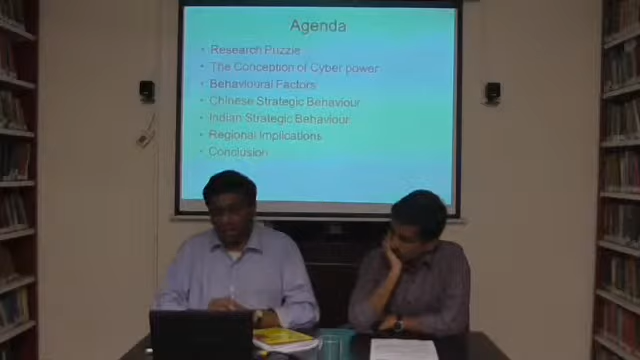 Agenda
• Research Puzzle
• The Conception of Cyber power
• Behavioural Factors
• Chinese Strategic Behaviour
• Indian Strategic Behaviour
• Regional Implications
• Conclusion